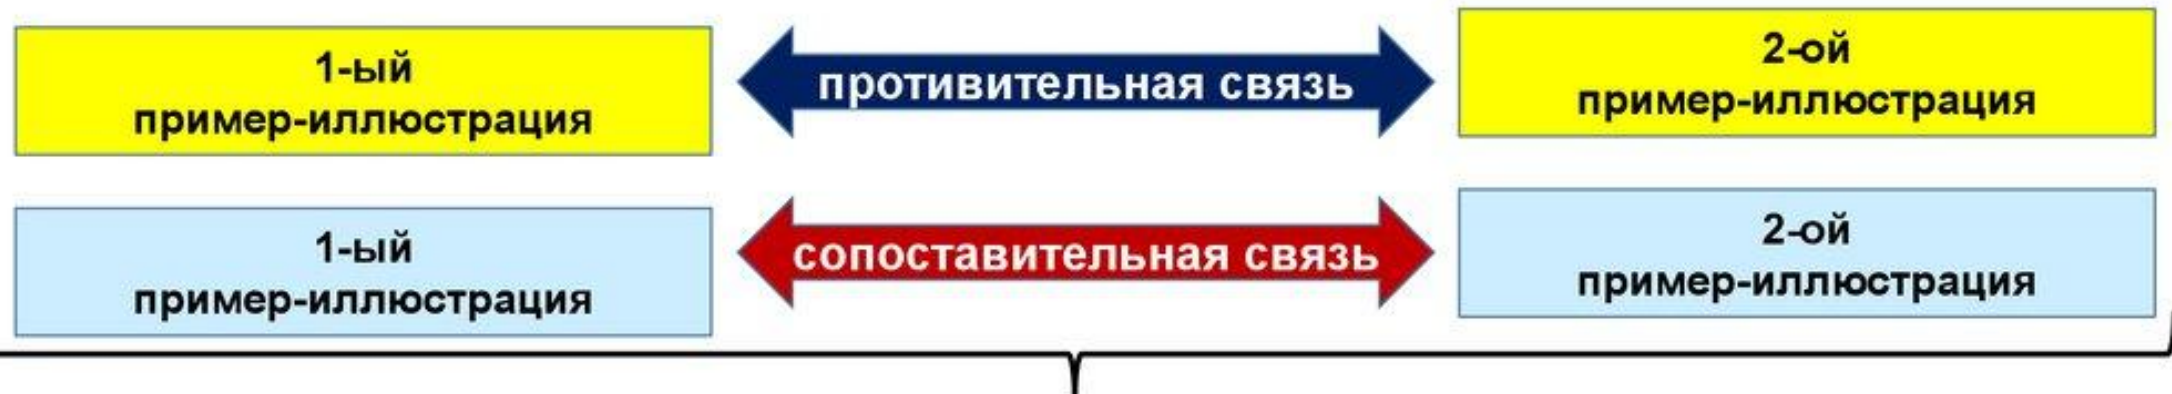 1-ый
пример-иллюстрация
противительная связь
2-ой
пример-иллюстрация
1-ый
пример-иллюстрация
сопоставительная связь
2-ой
пример-иллюстрация